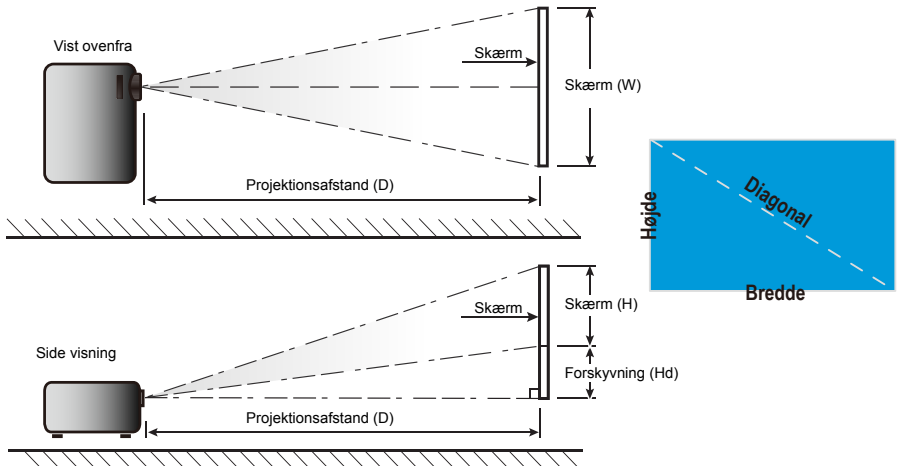 Vist ovenfra
Skærm
Skærm (W)
Projektionsafstand (D)
Højde
Diagonal
Bredde
Skærm
Skærm (H)
Side visning
Forskyvning (Hd)
Projektionsafstand (D)